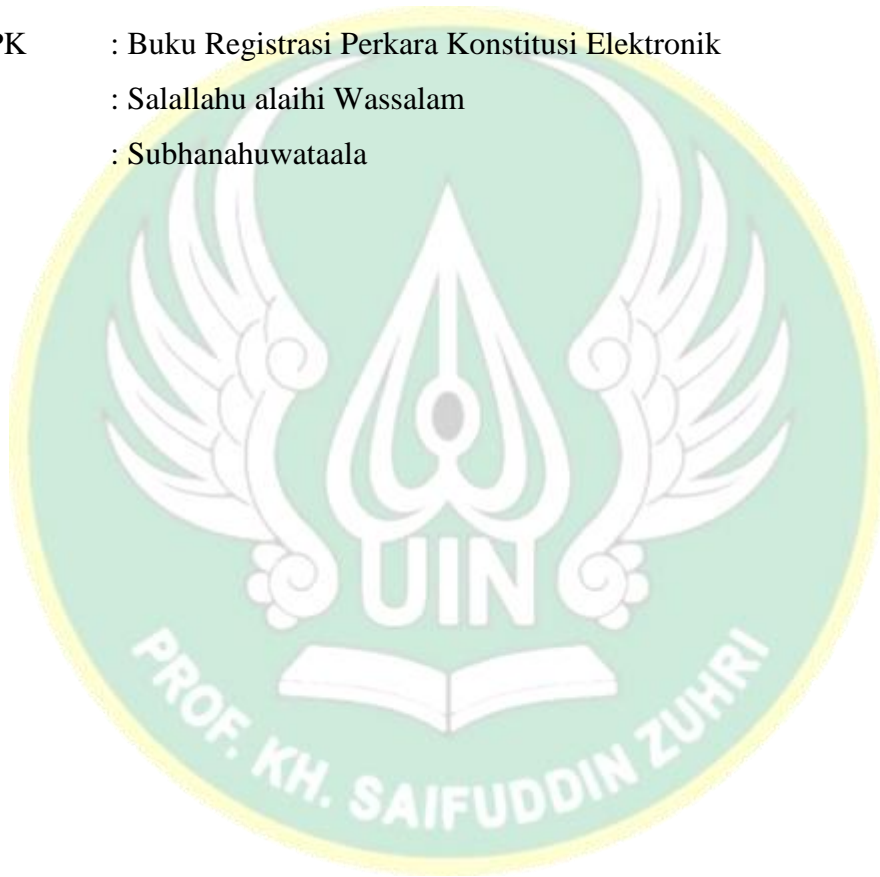 PK : Buku Registrasi Perkara Konstitusi Elektronik
: Salallahu alaihi Wassalam
: Subhanahuwataala
UIN
PROF. KH. SAIFUDDIN ZUHRI